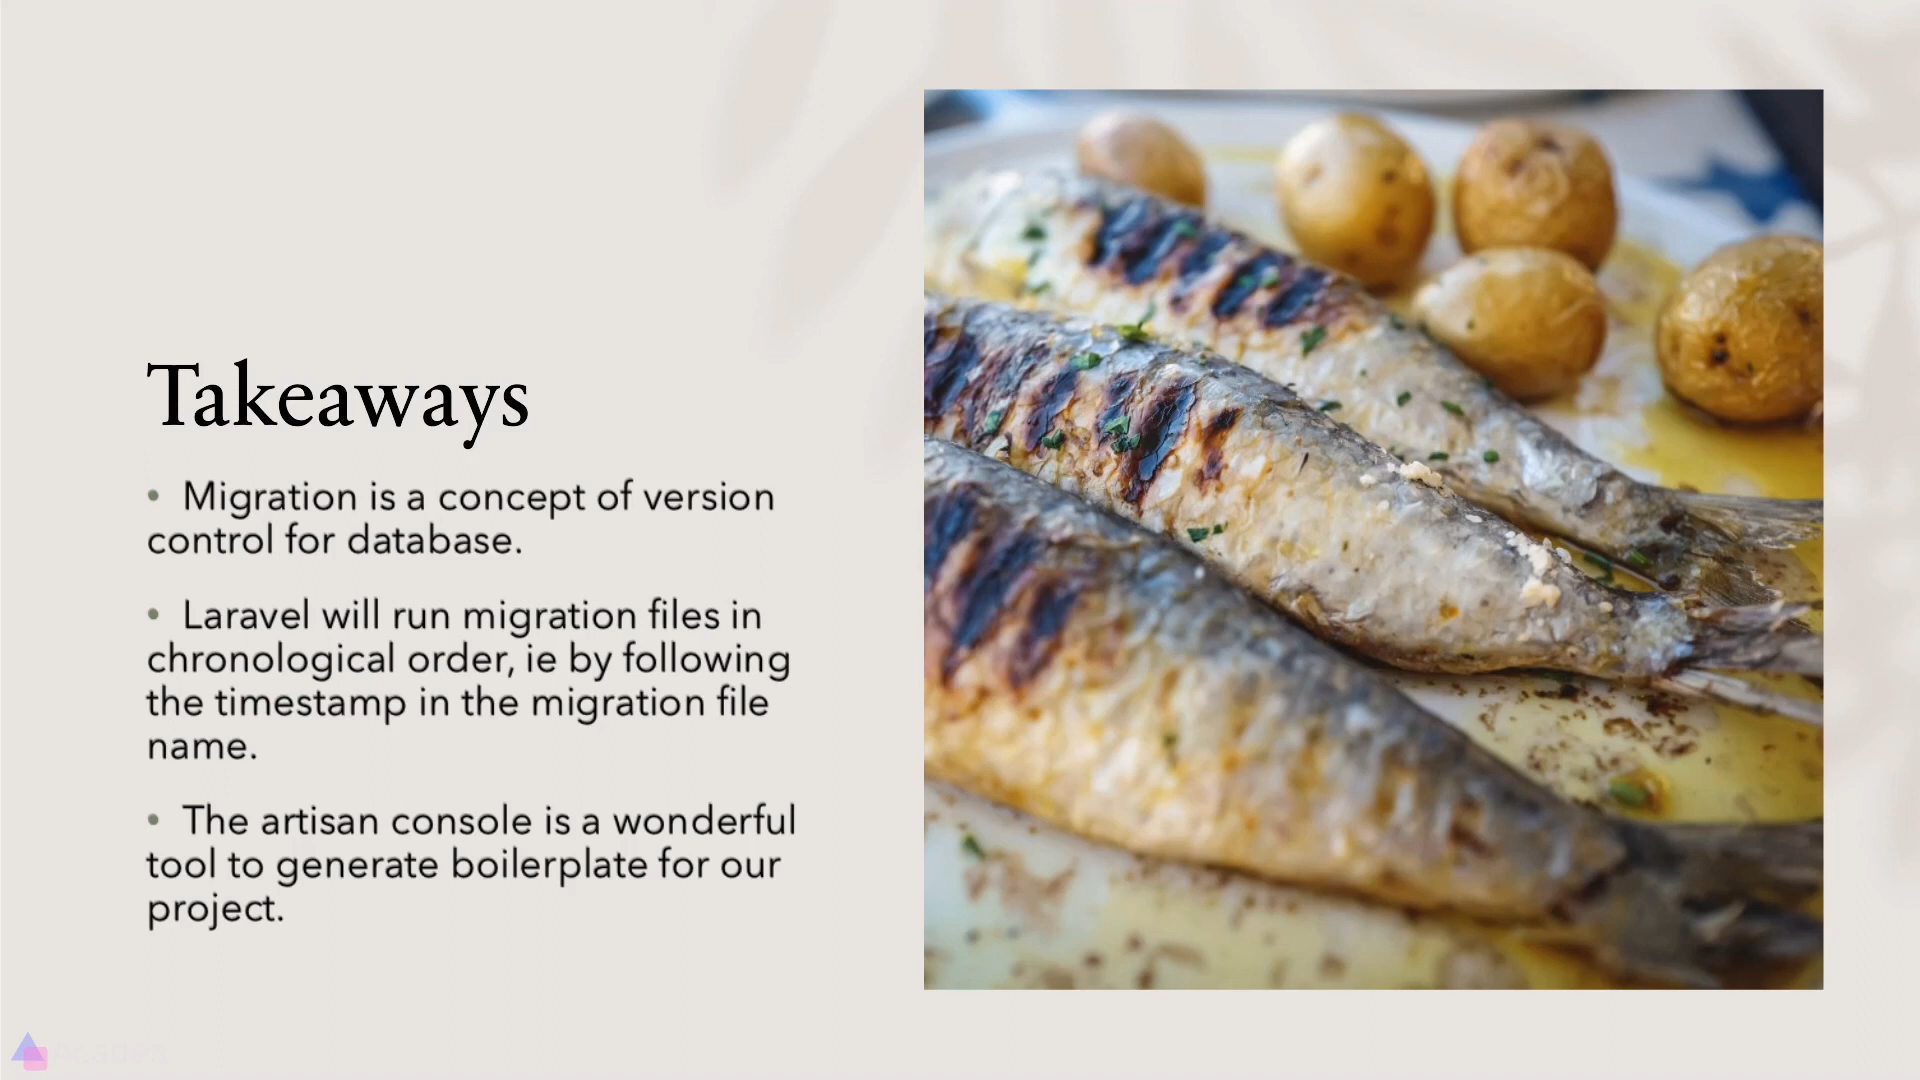 Takeaways
• Migration is a concept of version
control for database.
• Laravel will run migration files in
chronological order, ie by following
the timestamp in the migration file
name.
• The artisan console is a wonderful
tool to generate boilerplate for our
project.